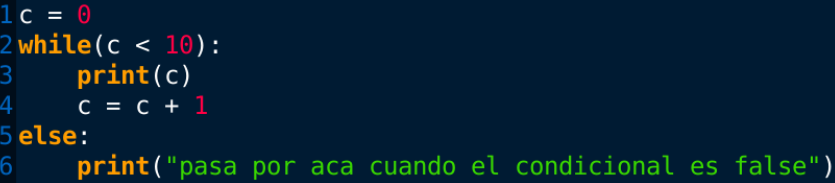 1 c = 0
2 while(c < 10):
3     print(c)
4     c = c + 1
5 else:
6     print("pasa por aca cuando el condicional es false")